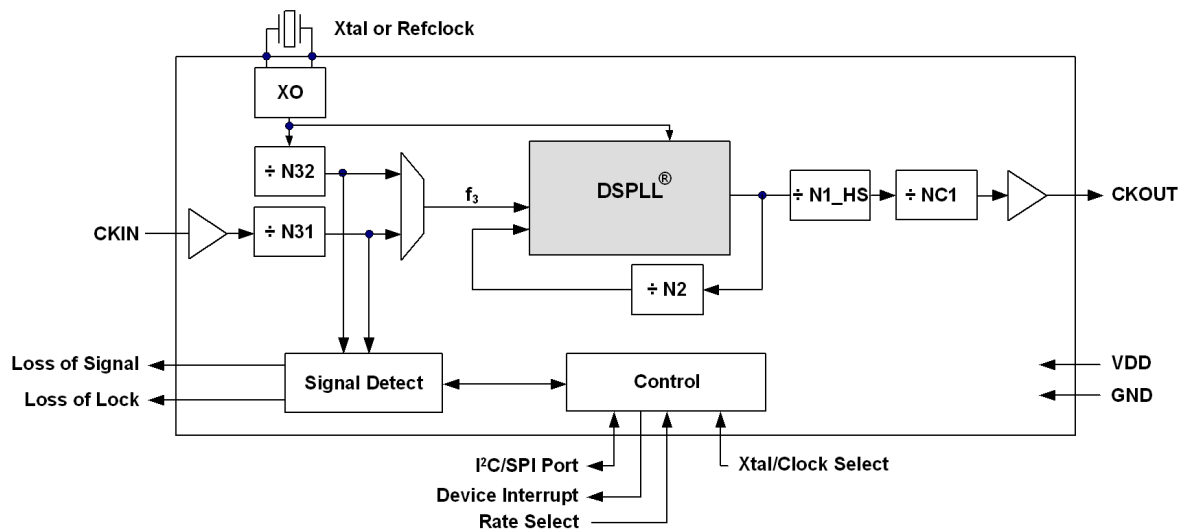 Xtal or Refclock
XO
÷ N32
DSPLL®
f₃
÷ N1_HS
÷ NC1
CKOUT
CKIN
÷ N31
÷ N2
Loss of Signal
Loss of Lock
Signal Detect
Control
VDD
GND
I²C/SPI Port
Xtal/Clock Select
Device Interrupt
Rate Select